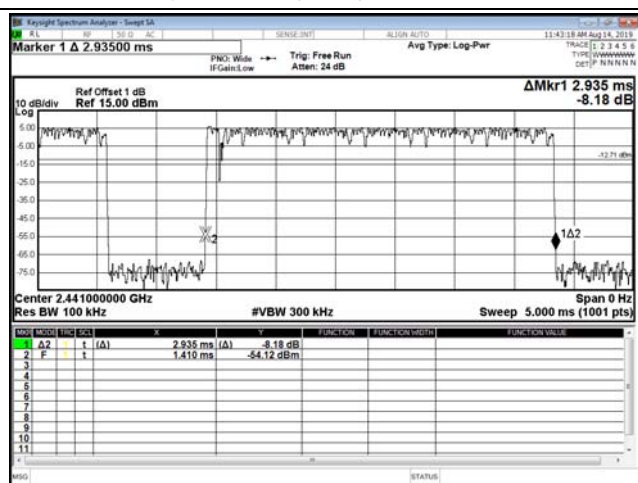 Keysight Spectrum Analyzer - Swept SA
RL RF 50 Ω AC SENSE:INT ALIGN AUTO 11:43:18 AM Aug 14, 2019
Marker 1 Δ 2.93500 ms Avg Type: Log-Pwr TRACE 1 2 3 4 5 6
PNO: Wide Trig: Free Run TYPE WWWWWW
IFGain:Low Atten: 24 dB DET P NNNNN
Ref Offset 1 dB ΔMkr1 2.935 ms
10 dB/div Ref 15.00 dBm -8.18 dB
Log
5.00
-5.00
-12.71 dBm
-15.0
-25.0
-35.0
-45.0
-55.0
2
1Δ2
-65.0
-75.0
Center 2.441000000 GHz Span 0 Hz
Res BW 100 kHz #VBW 300 kHz Sweep 5.000 ms (1001 pts)
MKR MODE TRC SCL X Y FUNCTION FUNCTION WIDTH FUNCTION VALUE
1 Δ2 1 t (Δ) 2.935 ms (Δ) -8.18 dB
2 F 1 t 1.410 ms -54.12 dBm
3
4
5
6
7
8
9
10
11
MSG STATUS